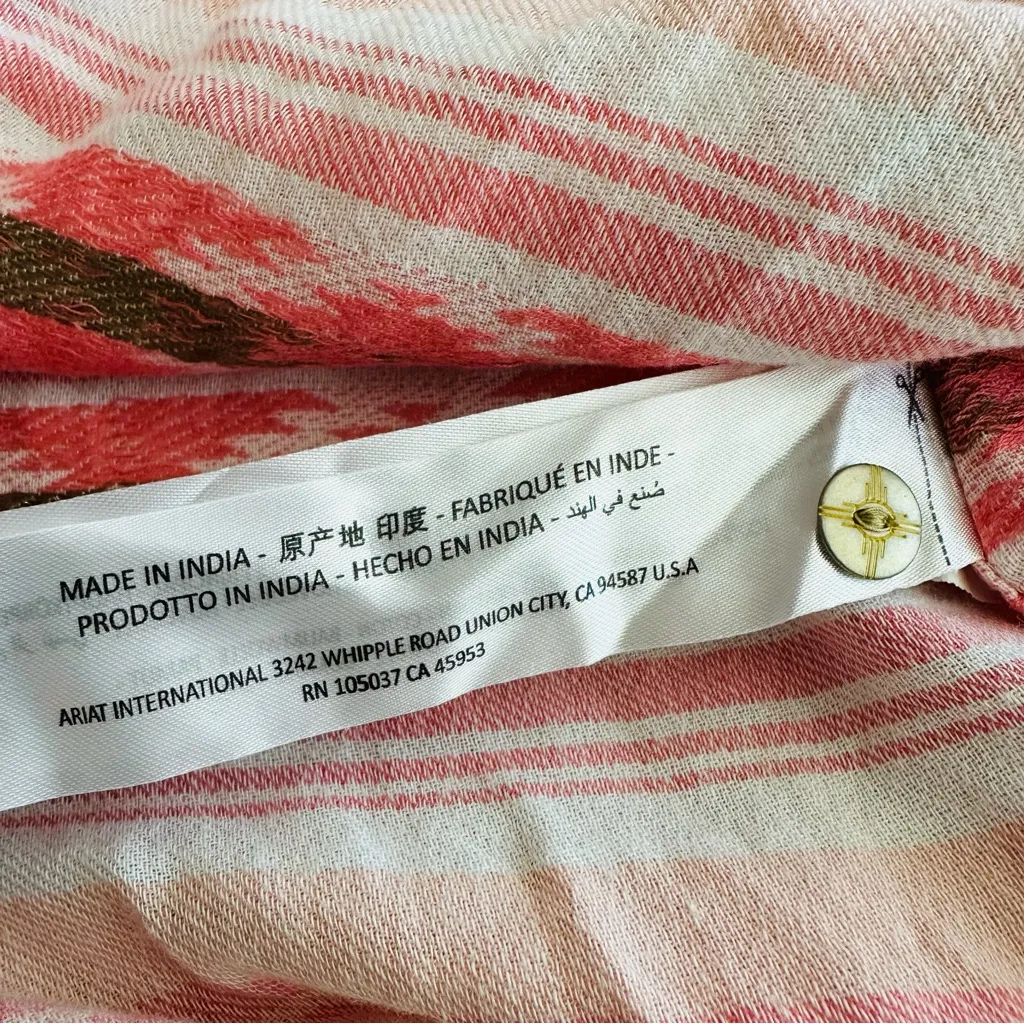 MADE IN INDIA - 原产地 印度 - FABRIQUÉ EN INDE -
PRODOTTO IN INDIA - HECHO EN INDIA - صُنع في الهند
ARIAT INTERNATIONAL 3242 WHIPPLE ROAD UNION CITY, CA 94587 U.S.A
RN 105037 CA 45953